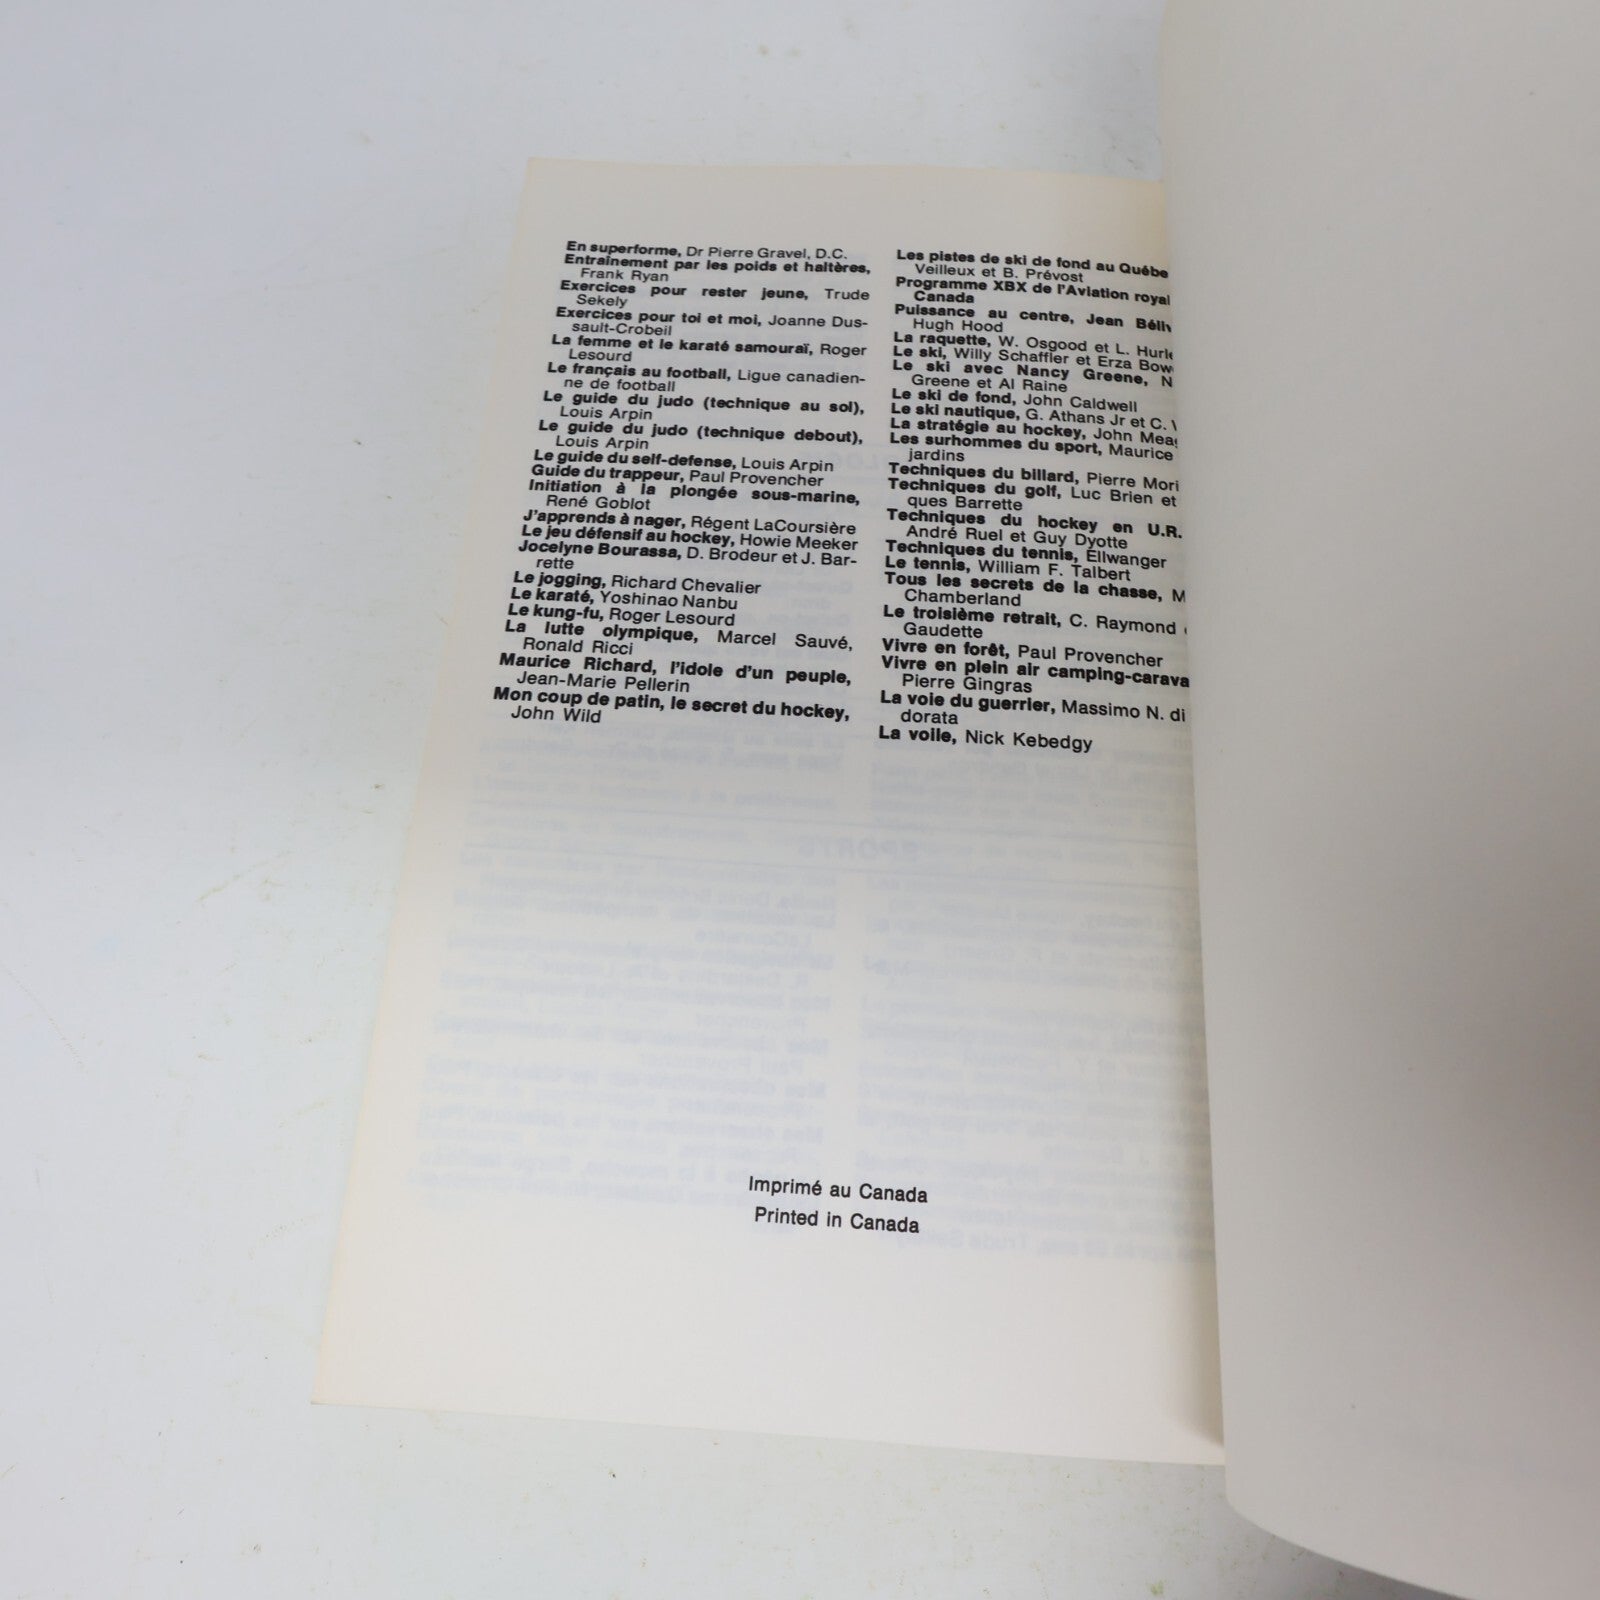 En superforme, Dr Pierre Gravel, D.C.
Entraînement par les poids et haltères,
Frank Ryan
Exercices pour rester jeune, Trude
Sekely
Exercices pour toi et moi, Joanne Dus-
sault-Corbeil
La femme et le karaté samouraï, Roger
Lesourd
Le français au football, Ligue canadien-
ne de football
Le guide du judo (technique au sol),
Louis Arpin
Le guide du judo (technique debout),
Louis Arpin
Le guide du self-defense, Louis Arpin
Guide du trappeur, Paul Provencher
Initiation à la plongée sous-marine,
René Goblot
J'apprends à nager, Régent LaCoursière
Le jeu défensif au hockey, Howie Meeker
Jocelyne Bourassa, D. Brodeur et J. Bar-
rette
Le jogging, Richard Chevalier
Le karaté, Yoshinao Nanbu
Le kung-fu, Roger Lesourd
La lutte olympique, Marcel Sauvé,
Ronald Ricci
Maurice Richard, l'idole d'un peuple,
Jean-Marie Pellerin
Mon coup de patin, le secret du hockey,
John Wild
Les pistes de ski de fond au Québe
Veilleux et B. Prévost
Programme XBX de l'Aviation royal
Canada
Puissance au centre, Jean Béliv
Hugh Hood
La raquette, W. Osgood et L. Hurle
Le ski, Willy Schaffler et Erza Bow
Le ski avec Nancy Greene, N
Greene et Al Raine
Le ski de fond, John Caldwell
Le ski nautique, G. Athans Jr et C.
La stratégie au hockey, John Mea
Les surhommes du sport, Maurice
jardins
Techniques du billard, Pierre Mori
Techniques du golf, Luc Brien et
ques Barrette
Techniques du hockey en U.R.
André Ruel et Guy Dyotte
Techniques du tennis, Ellwanger
Le tennis, William F. Talbert
Tous les secrets de la chasse, M
Chamberland
Le troisième retrait, C. Raymond
Gaudette
Vivre en forêt, Paul Provencher
Vivre en plein air camping-carava
Pierre Gingras
La voie du guerrier, Massimo N. di
dorata
La voile, Nick Kebedgy
Imprimé au Canada
Printed in Canada